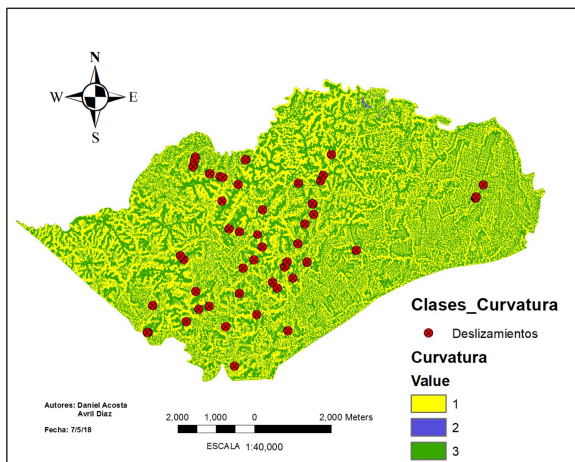 N
W E
S
Clases_Curvatura
Deslizamientos
Curvatura
Value
1
2
3
Autores: Daniel Acosta
Avril Diaz
Fecha: 7/5/18
2,000 1,000 0 2,000 Meters
ESCALA 1:40,000